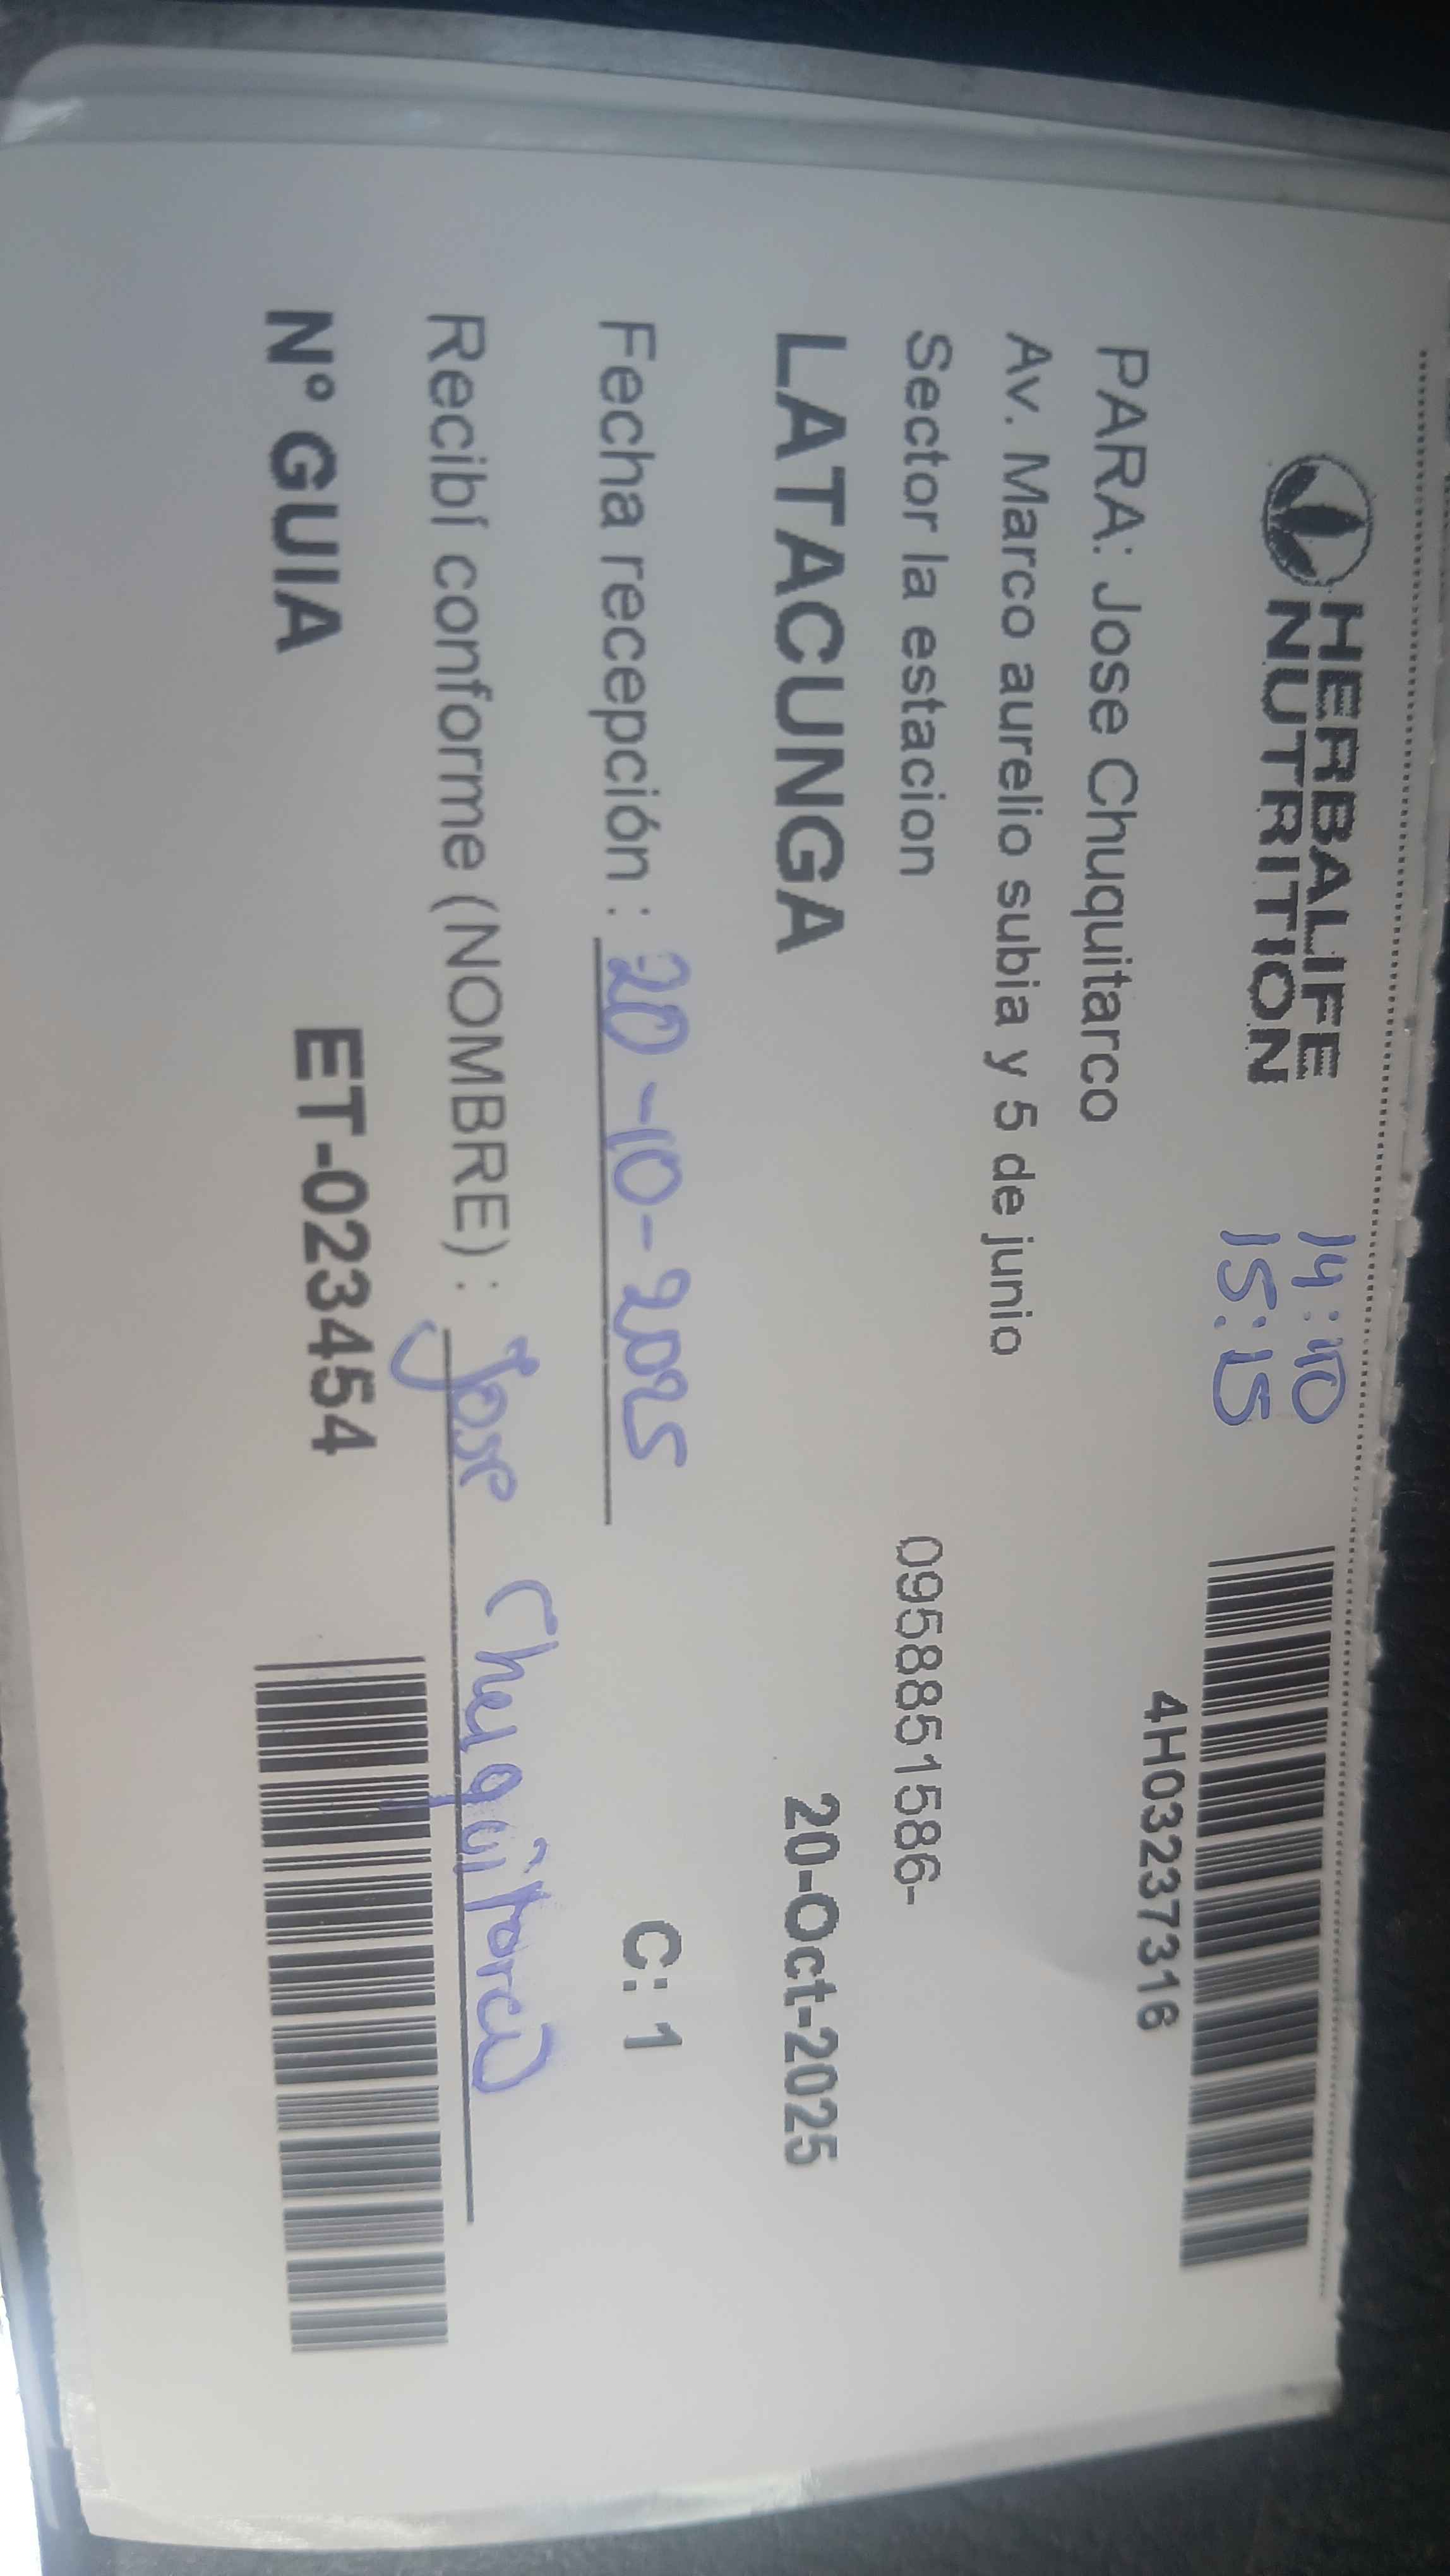 HERBALIFE
NUTRITION
14:10
15:15
4H03237316
PARA: Jose Chuquitarco
Av. Marco aurelio subia y 5 de junio
Sector la estacion 0958851586-
LATACUNGA 20-Oct-2025
Fecha recepción : 20-10-2025 C: 1
Recibí conforme (NOMBRE) : Jose Chuquitarco
N° GUIA ET-023454